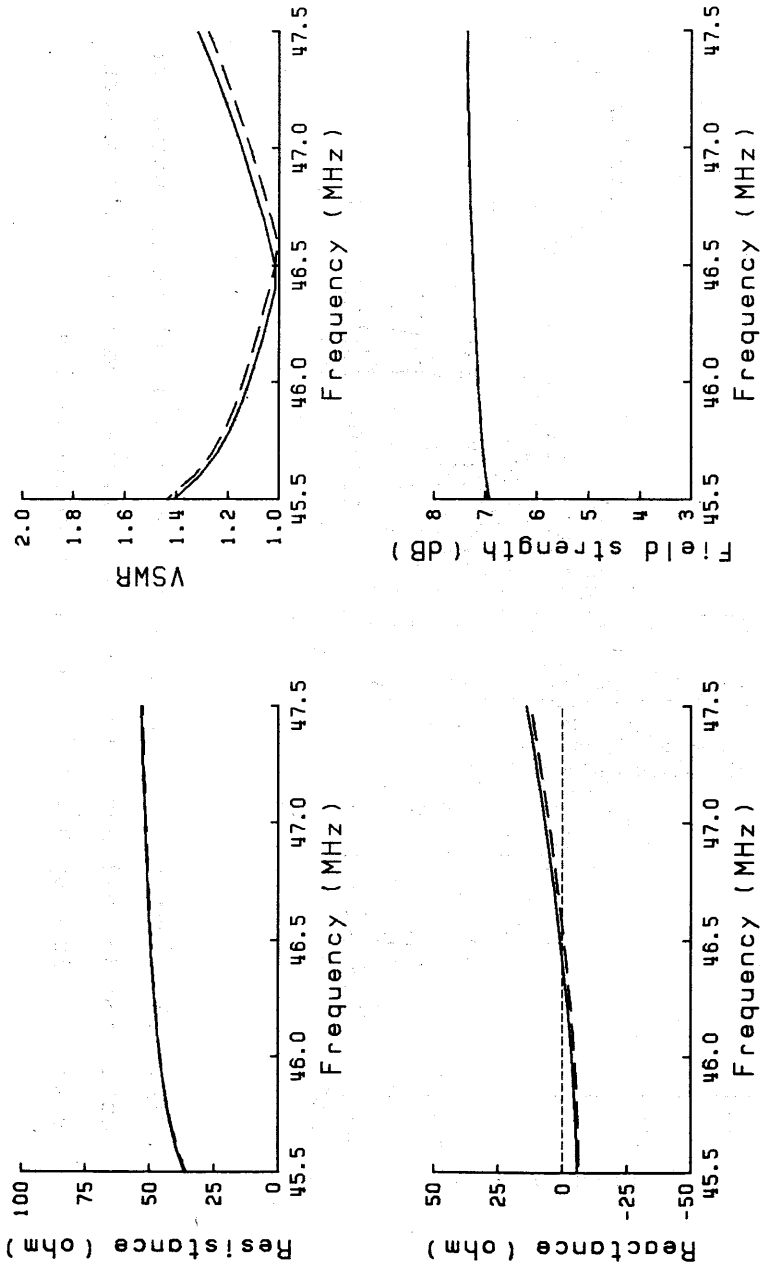 Resistance (ohm)
100
75
50
25
0
45.5 46.0 46.5 47.0 47.5
Frequency (MHz)
VSWR
2.0
1.8
1.6
1.4
1.2
1.0
45.5 46.0 46.5 47.0 47.5
Frequency (MHz)
Reactance (ohm)
50
25
0
-25
-50
45.5 46.0 46.5 47.0 47.5
Frequency (MHz)
Field strength (dB)
8
7
6
5
4
3
45.5 46.0 46.5 47.0 47.5
Frequency (MHz)